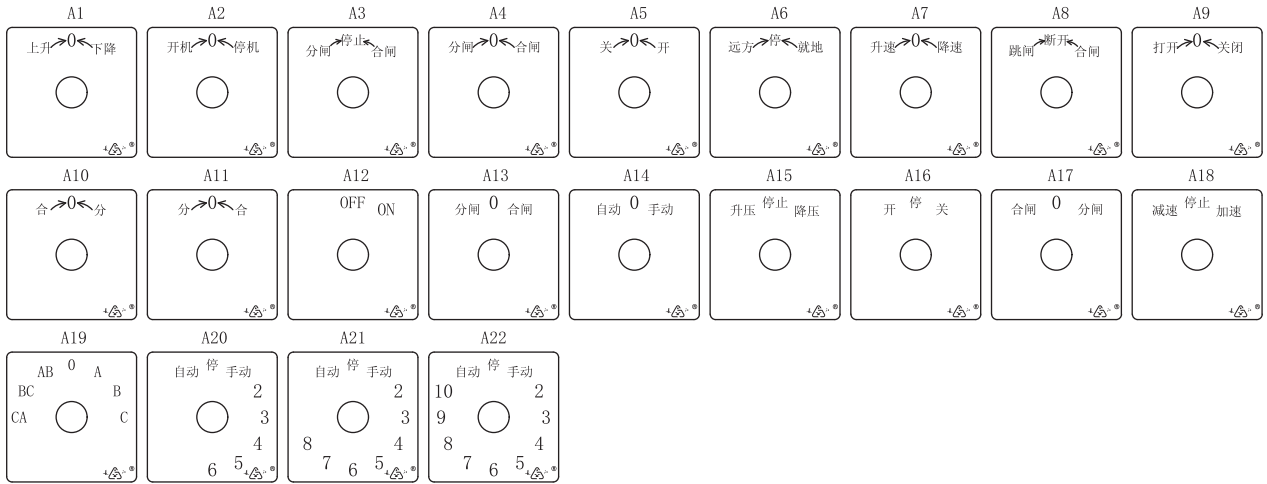 A1 A2 A3 A4 A5 A6 A7 A8 A9
上升 0 下降 开机 0 停机 分闸 停止 合闸 分闸 0 合闸 关 0 开 远方 停 就地 升速 0 降速 跳闸 断开 合闸 打开 0 关闭
A10 A11 A12 A13 A14 A15 A16 A17 A18
合 0 分 分 0 合 OFF ON 分闸 0 合闸 自动 0 手动 升压 停止 降压 开 停 关 合闸 0 分闸 减速 停止 加速
A19 A20 A21 A22
AB 0 A 自动 停 手动 自动 停 手动 自动 停 手动
BC B 2 2 10 2
CA C 3 3 9 3
4 8 4 8 4
6 5 7 6 5 7 6 5